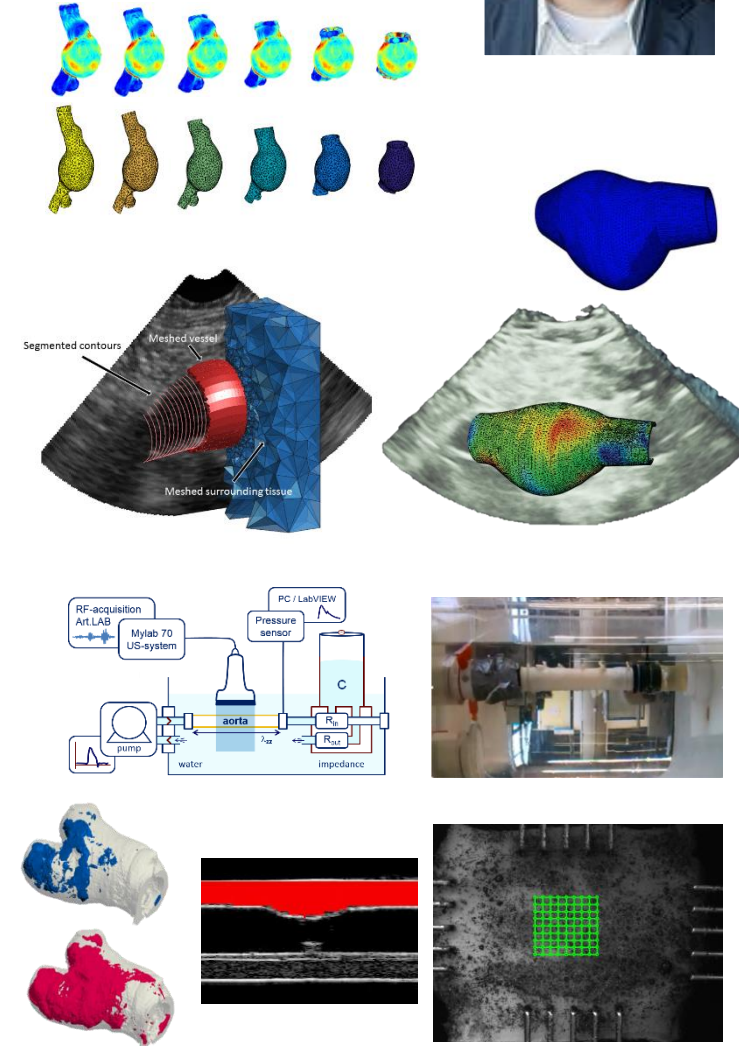 Meshed vessel
Segmented contours
Meshed surrounding tissue
RF-acquisition
Art.LAB
Mylab 70
US-system
PC / LabVIEW
Pressure
sensor
C
aorta
R_in
R_out
pump
λ_zz
water
impedance